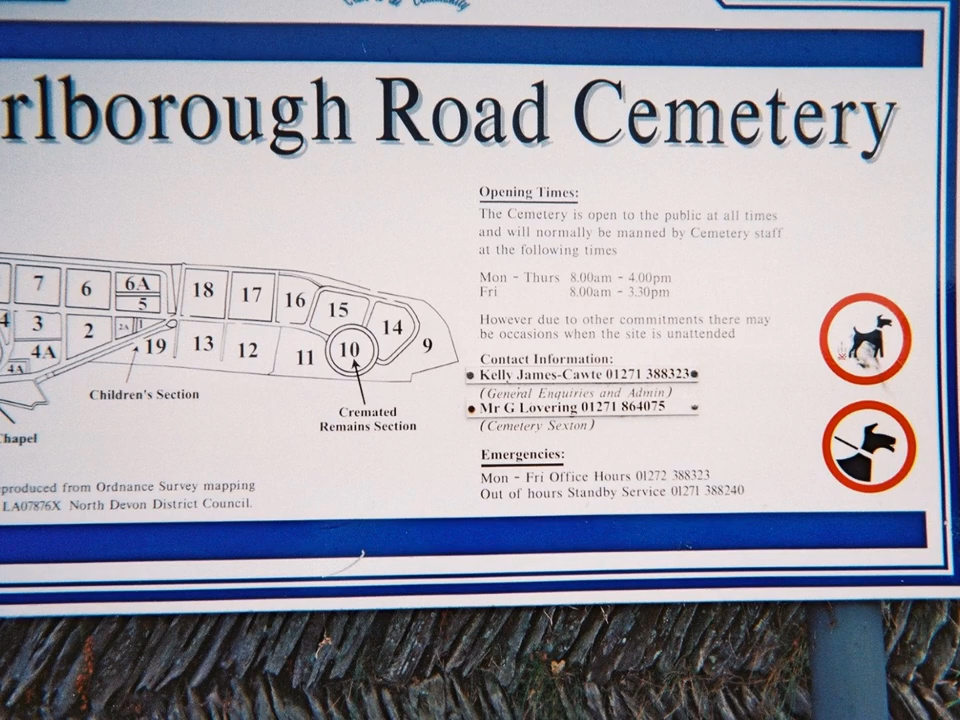 rlborough Road Cemetery
Opening Times:
The Cemetery is open to the public at all times
and will normally be manned by Cemetery staff
at the following times
Mon - Thurs 8.00am - 4.00pm
Fri 8.00am - 3.30pm
However due to other commitments there may
be occasions when the site is unattended
Contact Information:
Kelly James-Cawte 01271 388323
(General Enquiries and Admin)
Mr G Lovering 01271 864075
(Cemetery Sexton)
Emergencies:
Mon - Fri Office Hours 01272 388323
Out of hours Standby Service 01271 388240
7 6 6A 5 18 17 16 15 14 9
4 3 2 2A 1 19 13 12 11 10
4A
4A
Children's Section
Cremated
Remains Section
hapel
produced from Ordnance Survey mapping
LA07876X North Devon District Council.